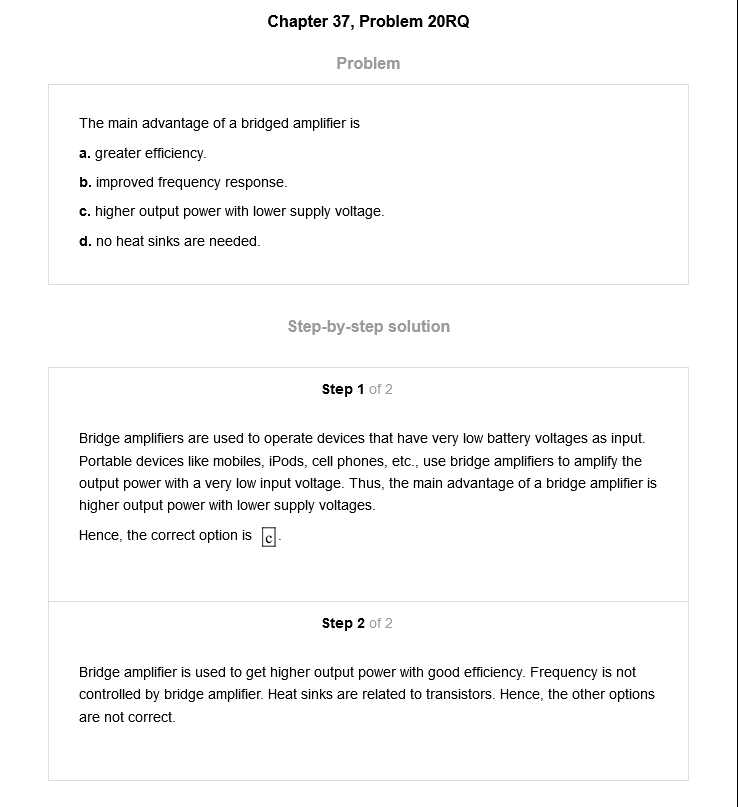 Chapter 37, Problem 20RQ
Problem
The main advantage of a bridged amplifier is
a. greater efficiency.
b. improved frequency response.
c. higher output power with lower supply voltage.
d. no heat sinks are needed.
Step-by-step solution
Step 1 of 2
Bridge amplifiers are used to operate devices that have very low battery voltages as input.
Portable devices like mobiles, iPods, cell phones, etc., use bridge amplifiers to amplify the
output power with a very low input voltage. Thus, the main advantage of a bridge amplifier is
higher output power with lower supply voltages.
Hence, the correct option is c.
Step 2 of 2
Bridge amplifier is used to get higher output power with good efficiency. Frequency is not
controlled by bridge amplifier. Heat sinks are related to transistors. Hence, the other options
are not correct.